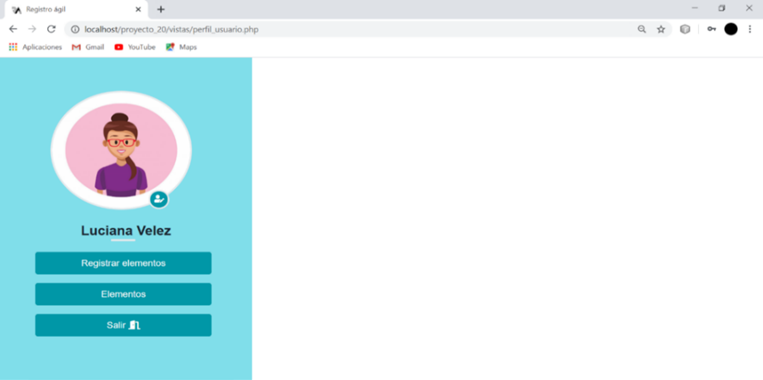 Registro ágil
localhost/proyecto_20/vistas/perfil_usuario.php
Aplicaciones Gmail YouTube Maps
Luciana Velez
Registrar elementos
Elementos
Salir